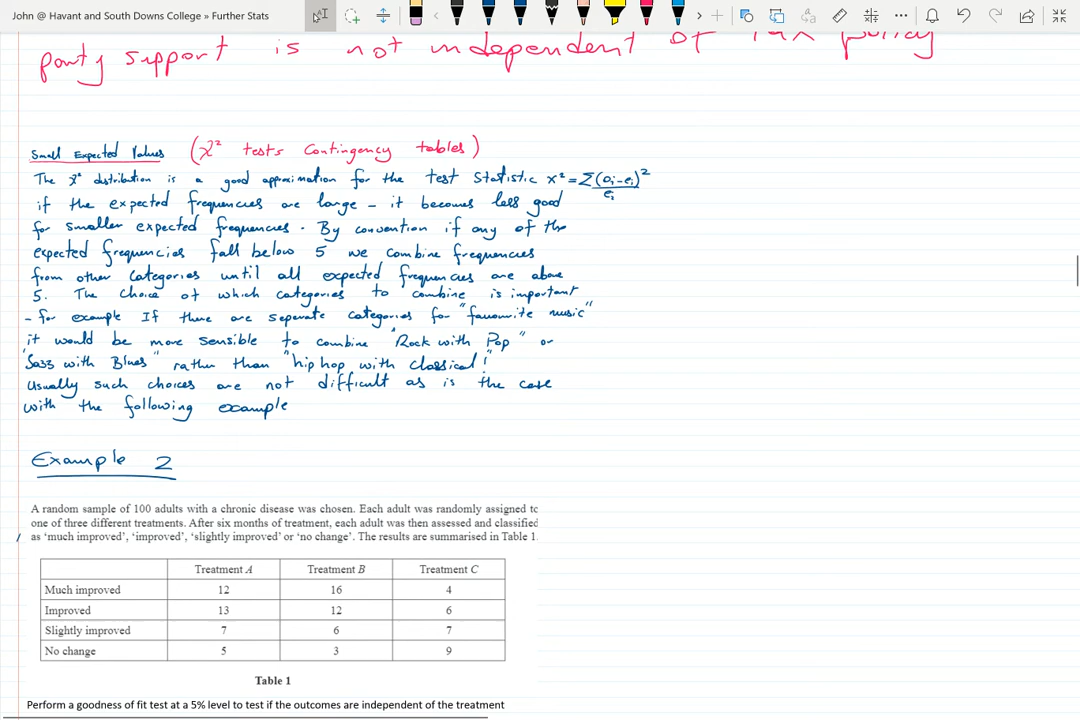 John @ Havant and South Downs College » Further Stats
party support is not independent of Tax policy
Small Expected Values (χ² tests Contingency tables)
The χ² distribution is a good approximation for the test statistic X² = Σ(oᵢ-eᵢ)²/eᵢ
if the expected frequencies are large - it becomes less good
for smaller expected frequencies. By convention if any of the
expected frequencies fall below 5 we combine frequencies
from other categories until all expected frequencies are above
5. The choice of which categories to combine is important
- for example If there are seperate categories for "favourite music"
it would be more sensible to combine "Rock with Pop" or
"Jazz with Blues" rather than "hip hop with classical!"
Usually such choices are not difficult as is the case
with the following example
Example 2
A random sample of 100 adults with a chronic disease was chosen. Each adult was randomly assigned to
one of three different treatments. After six months of treatment, each adult was then assessed and classified
as ‘much improved’, ‘improved’, ‘slightly improved’ or ‘no change’. The results are summarised in Table 1.
Treatment A Treatment B Treatment C
Much improved 12 16 4
Improved 13 12 6
Slightly improved 7 6 7
No change 5 3 9
Table 1
Perform a goodness of fit test at a 5% level to test if the outcomes are independent of the treatment